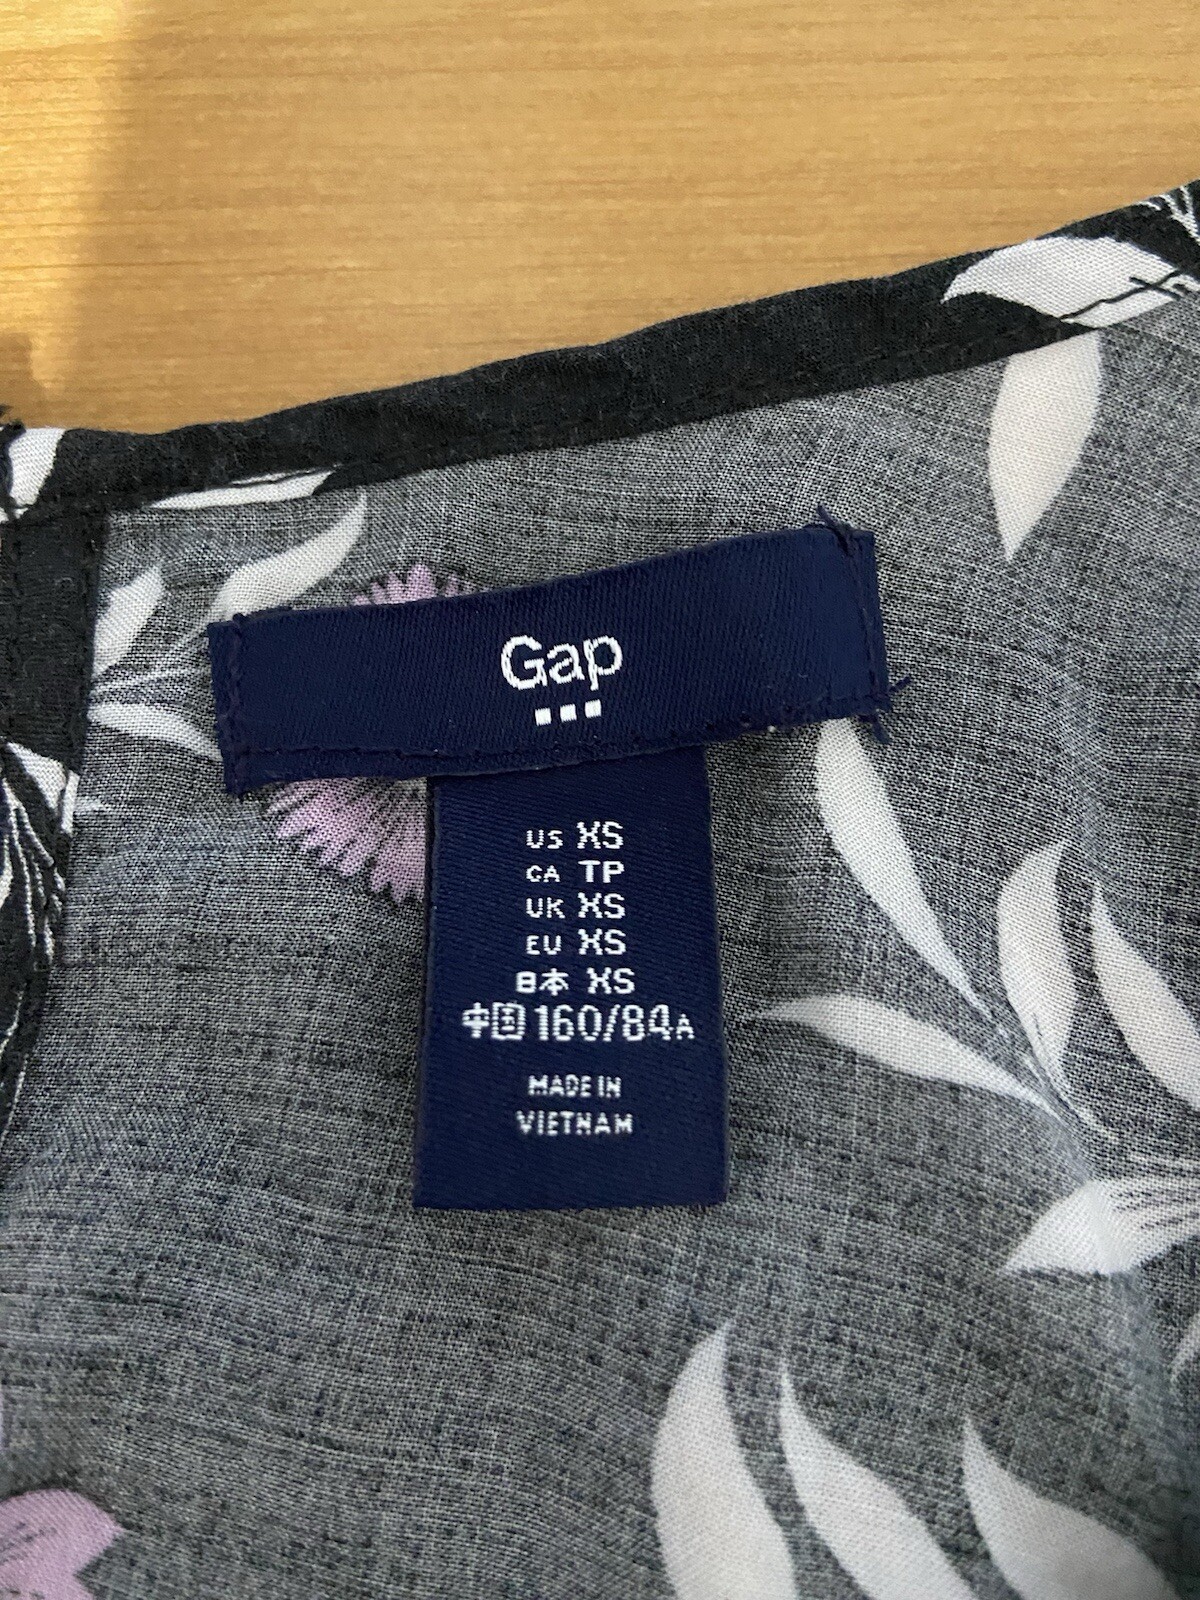 Gap
US XS
CA TP
UK XS
EU XS
日本 XS
中国 160/84A
MADE IN
VIETNAM